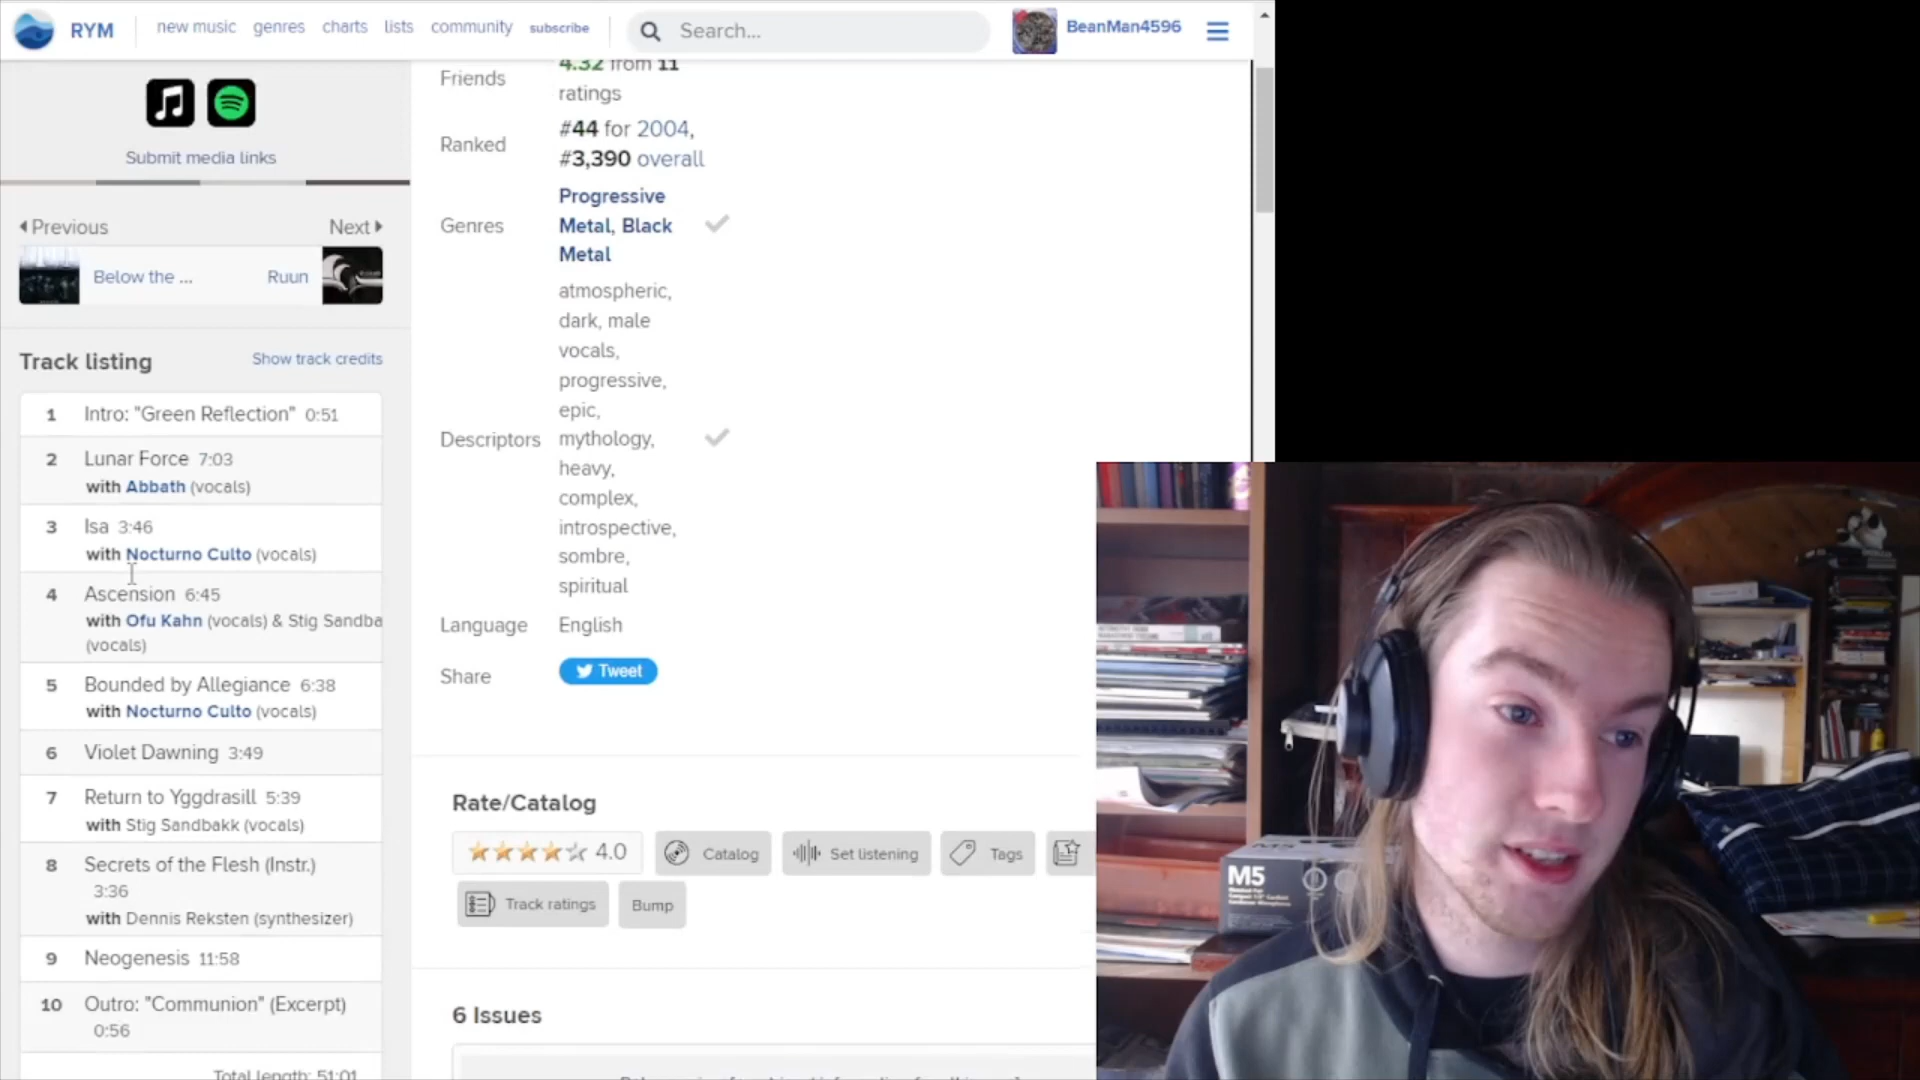 RYM
new music genres charts lists community subscribe
Search...
BeanMan4596
Submit media links
Previous
Next
Below the ...
Ruun
Track listing
Show track credits
1 Intro: "Green Reflection" 0:51
2 Lunar Force 7:03
with Abbath (vocals)
3 Isa 3:46
with Nocturno Culto (vocals)
4 Ascension 6:45
with Ofu Kahn (vocals) & Stig Sandba
(vocals)
5 Bounded by Allegiance 6:38
with Nocturno Culto (vocals)
6 Violet Dawning 3:49
7 Return to Yggdrasill 5:39
with Stig Sandbakk (vocals)
8 Secrets of the Flesh (Instr.)
3:36
with Dennis Reksten (synthesizer)
9 Neogenesis 11:58
10 Outro: "Communion" (Excerpt)
0:56
Total length: 51:01
Friends
4.32 from 11
ratings
Ranked
#44 for 2004,
#3,390 overall
Genres
Progressive
Metal, Black
Metal
Descriptors
atmospheric,
dark, male
vocals,
progressive,
epic,
mythology,
heavy,
complex,
introspective,
sombre,
spiritual
Language
English
Share
Tweet
Rate/Catalog
4.0
Catalog
Set listening
Tags
Track ratings
Bump
6 Issues
M5